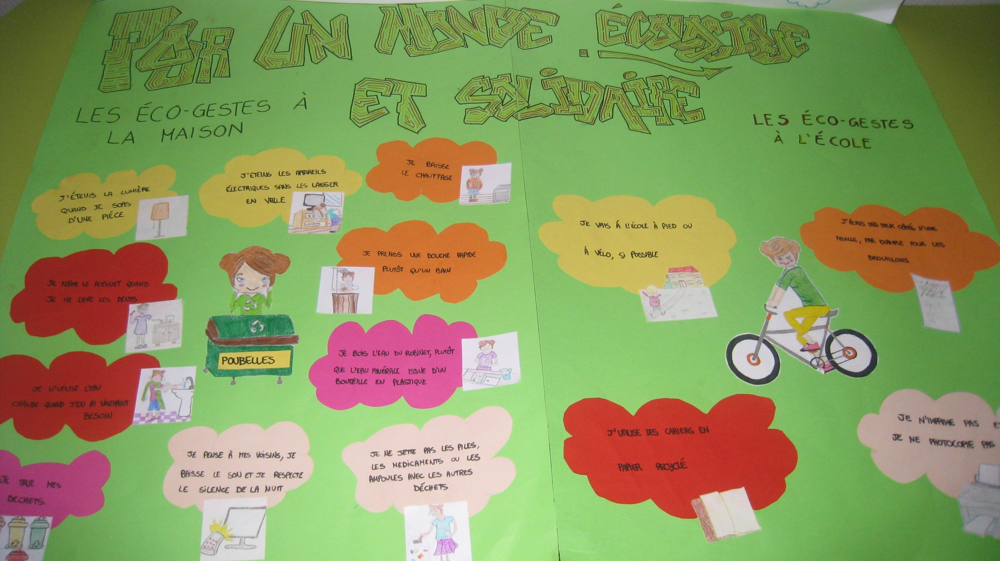 POUR UN MONDE ÉCOLOGIQUE
ET SOLIDAIRE
LES ÉCO-GESTES À
LA MAISON
J'ÉTEINS LA LUMIÈRE
QUAND JE SORS
D'UNE PIÉCE
J'ETEINS LES APPAREILS
ÉLECTRIQUES SANS LES LAISSER
EN VEILLE
JE BAISSE
LE CHAUFFAGE
JE FERME LE ROBINET QUAND
JE ME LAVE LES DENTS
POUBELLES
JE PRENDS UNE DOUCHE RAPIDE
PLUTÔT QU'UN BAIN
JE N'UTILISE L'EAU
CHAUDE QUAND J'EN AI VREMAINT
BESOIN
JE BOIS L'EAU DU ROBINET, PLUTÔT
QUE L'EAU MINÉRALE ISSUE D'UN
BOUTEILLE EN PLASTIQUE
JE TRIE MES
DECHETS.
JE PENSE À MES VOISINS, JE
BAISSE LE SON ET JE RESPECTE
LE SILENCE DE LA NUIT
JE NE JETTE PAS LES PILES,
LES MEDICAMENTS OU LES
AMPOULES AVEC LES AUTRES
DÉCHETS
LES ÉCO-GESTES
À L'ÉCOLE
JE VAIS Á L'ÉCOLE À PIED OU
Á VÉLO, Si POSSIBLE
J'ÉCRIS DES DEUX CÔTÉS D'UNE
FEUILLE, PAR EXAMPLE POUR LES
BROUILLONS
J'UTILISE DES CAHIERS EN
PAPIER RECYCLÉ
JE N'IMPRIME PAS
JE NE PHOTOCOPIE PAS